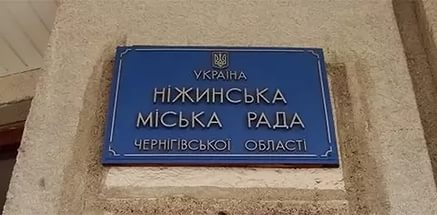 УКРАЇНА
НІЖИНСЬКА
МІСЬКА РАДА
ЧЕРНІГІВСЬКОЇ ОБЛАСТІ